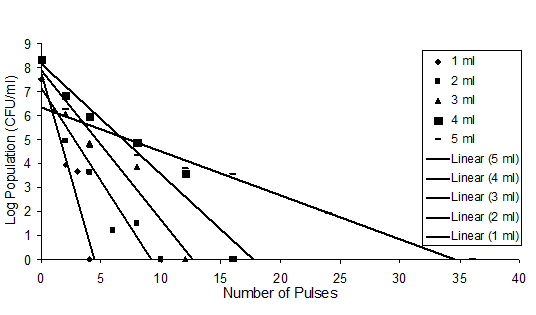 Log Population (CFU/ml)
9
8
7
6
5
4
3
2
1
0
0 5 10 15 20 25 30 35 40
Number of Pulses
1 ml
2 ml
3 ml
4 ml
5 ml
Linear (5 ml)
Linear (4 ml)
Linear (3 ml)
Linear (2 ml)
Linear (1 ml)